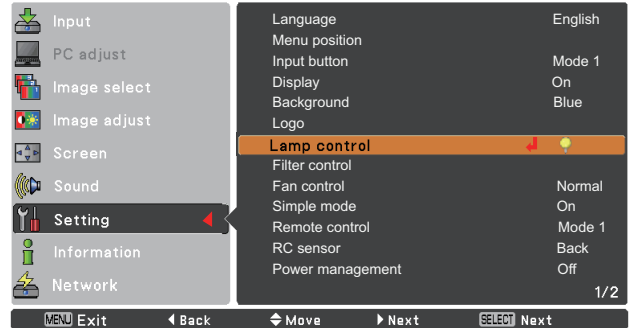 Input
PC adjust
Image select
Image adjust
Screen
Sound
Setting
Information
Network
Language English
Menu position
Input button Mode 1
Display On
Background Blue
Logo
Lamp control
Filter control
Fan control Normal
Simple mode On
Remote control Mode 1
RC sensor Back
Power management Off
1/2
MENU Exit Back Move Next SELECT Next